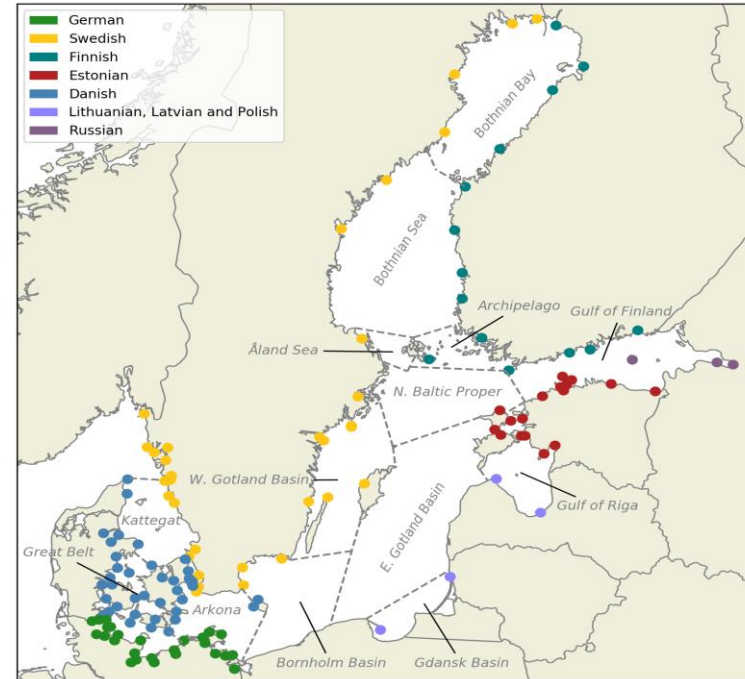 German
Swedish
Finnish
Estonian
Danish
Lithuanian, Latvian and Polish
Russian
Bothnian Bay
Bothnian Sea
Archipelago
Gulf of Finland
Åland Sea
N. Baltic Proper
W. Gotland Basin
E. Gotland Basin
Gulf of Riga
Kattegat
Great Belt
Arkona
Bornholm Basin
Gdansk Basin